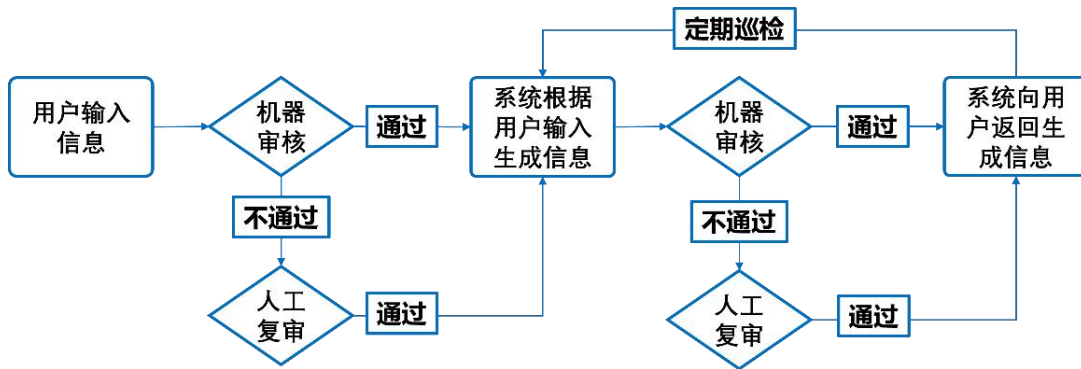 定期巡检
用户输入
信息
机器
审核
通过
系统根据
用户输入
生成信息
机器
审核
通过
系统向用
户返回生
成信息
不通过
不通过
人工
复审
通过
人工
复审
通过